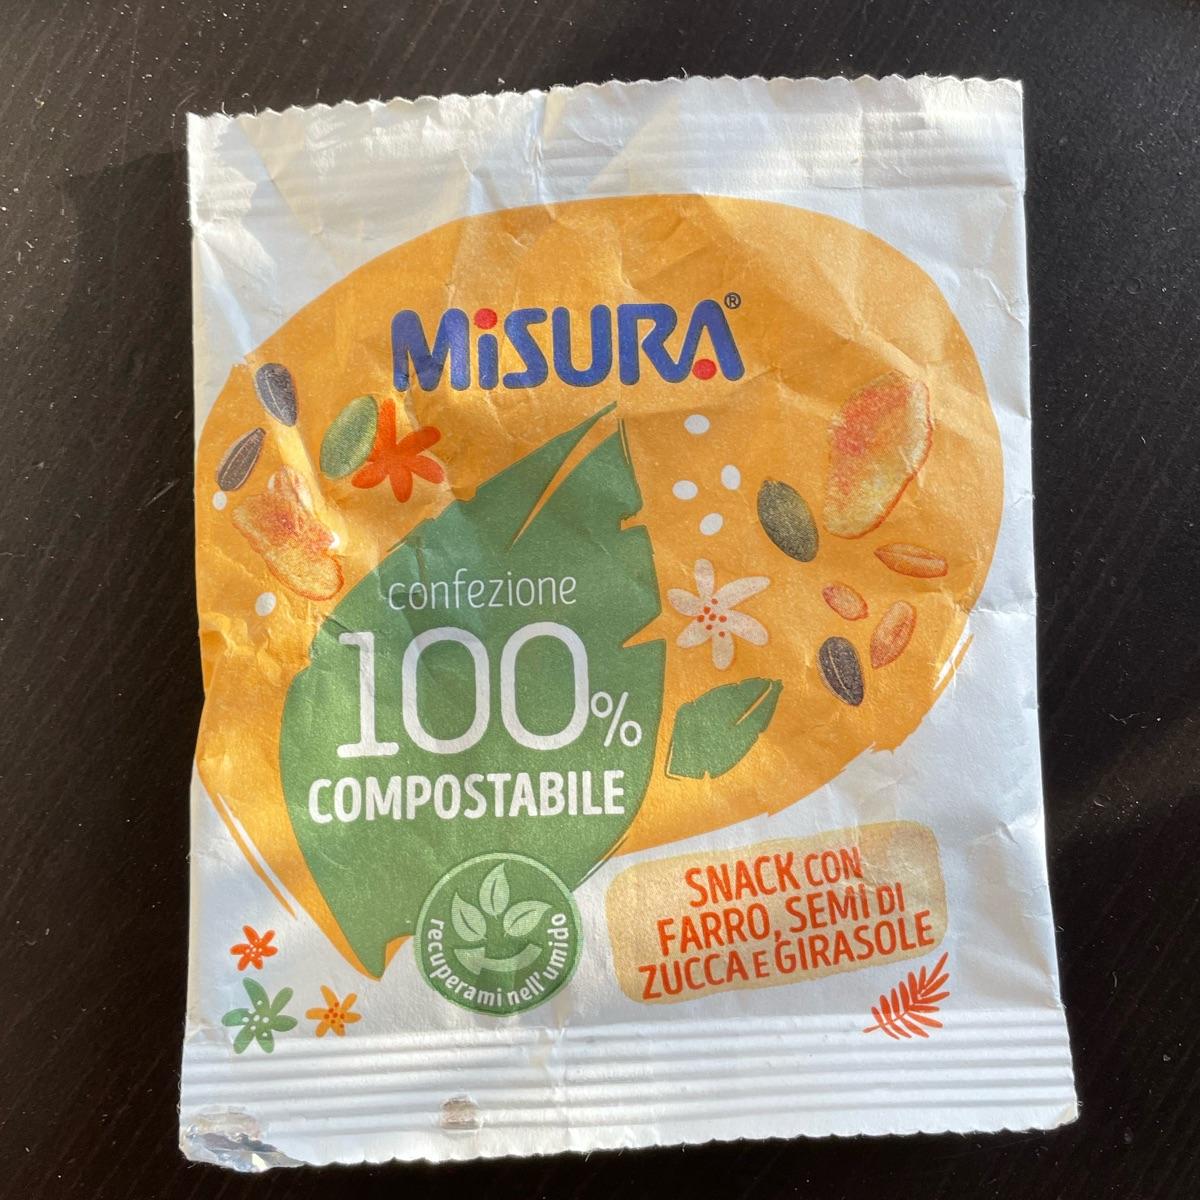 MiSURA®
confezione
100%
COMPOSTABILE
recuperami nell'umido
SNACK CON
FARRO, SEMI DI
ZUCCA E GIRASOLE